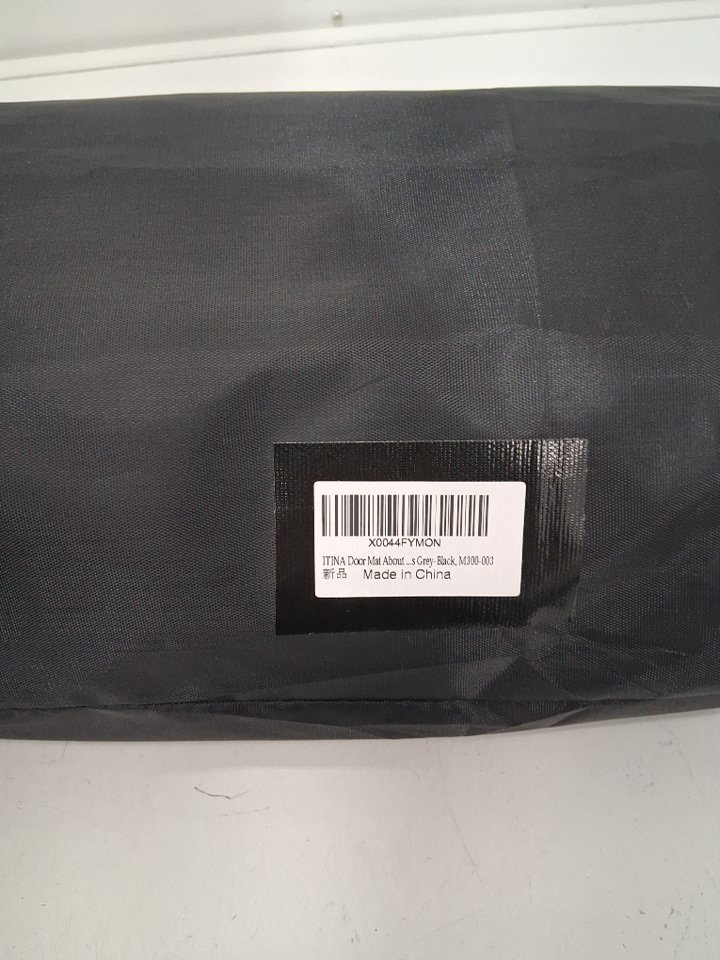 X0044FYMON
ITINA Door Mat About ...s Grey-Black, M300-003
新品 Made in China